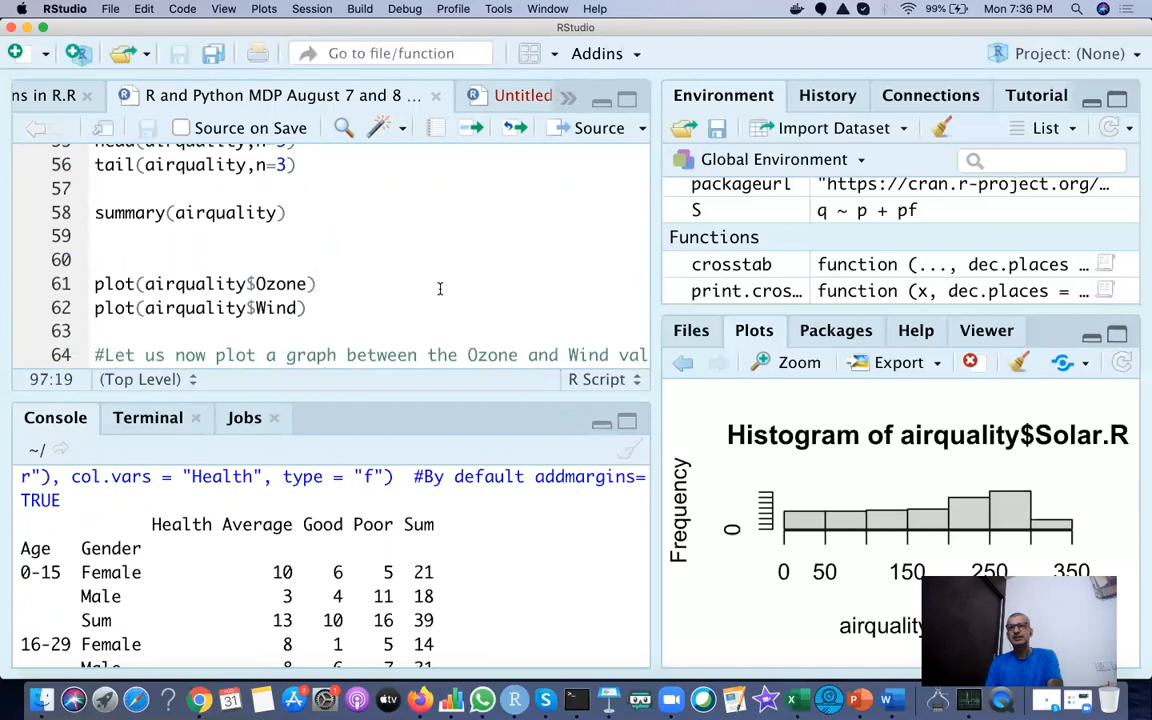 RStudio File Edit Code View Plots Session Build Debug Profile Tools Window Help 99% Mon 7:36 PM
RStudio
Go to file/function Addins Project: (None)
ns in R.R R and Python MDP August 7 and 8 ... Untitled
Source on Save Source
56 tail(airquality,n=3)
57
58 summary(airquality)
59
60
61 plot(airquality$Ozone)
62 plot(airquality$Wind)
63
64 #Let us now plot a graph between the Ozone and Wind val
97:19 (Top Level) R Script
Console Terminal Jobs
~/
r"), col.vars = "Health", type = "f") #By default addmargins=
TRUE
Health Average Good Poor Sum
Age Gender
0-15 Female 10 6 5 21
Male 3 4 11 18
Sum 13 10 16 39
16-29 Female 8 1 5 14
Environment History Connections Tutorial
Import Dataset List
Global Environment
packageurl "https://cran.r-project.org/...
S q ~ p + pf
Functions
crosstab function (..., dec.places ...
print.cros... function (x, dec.places = ...
Files Plots Packages Help Viewer
Zoom Export
Histogram of airquality$Solar.R
Frequency
0
0 50 150 250 350